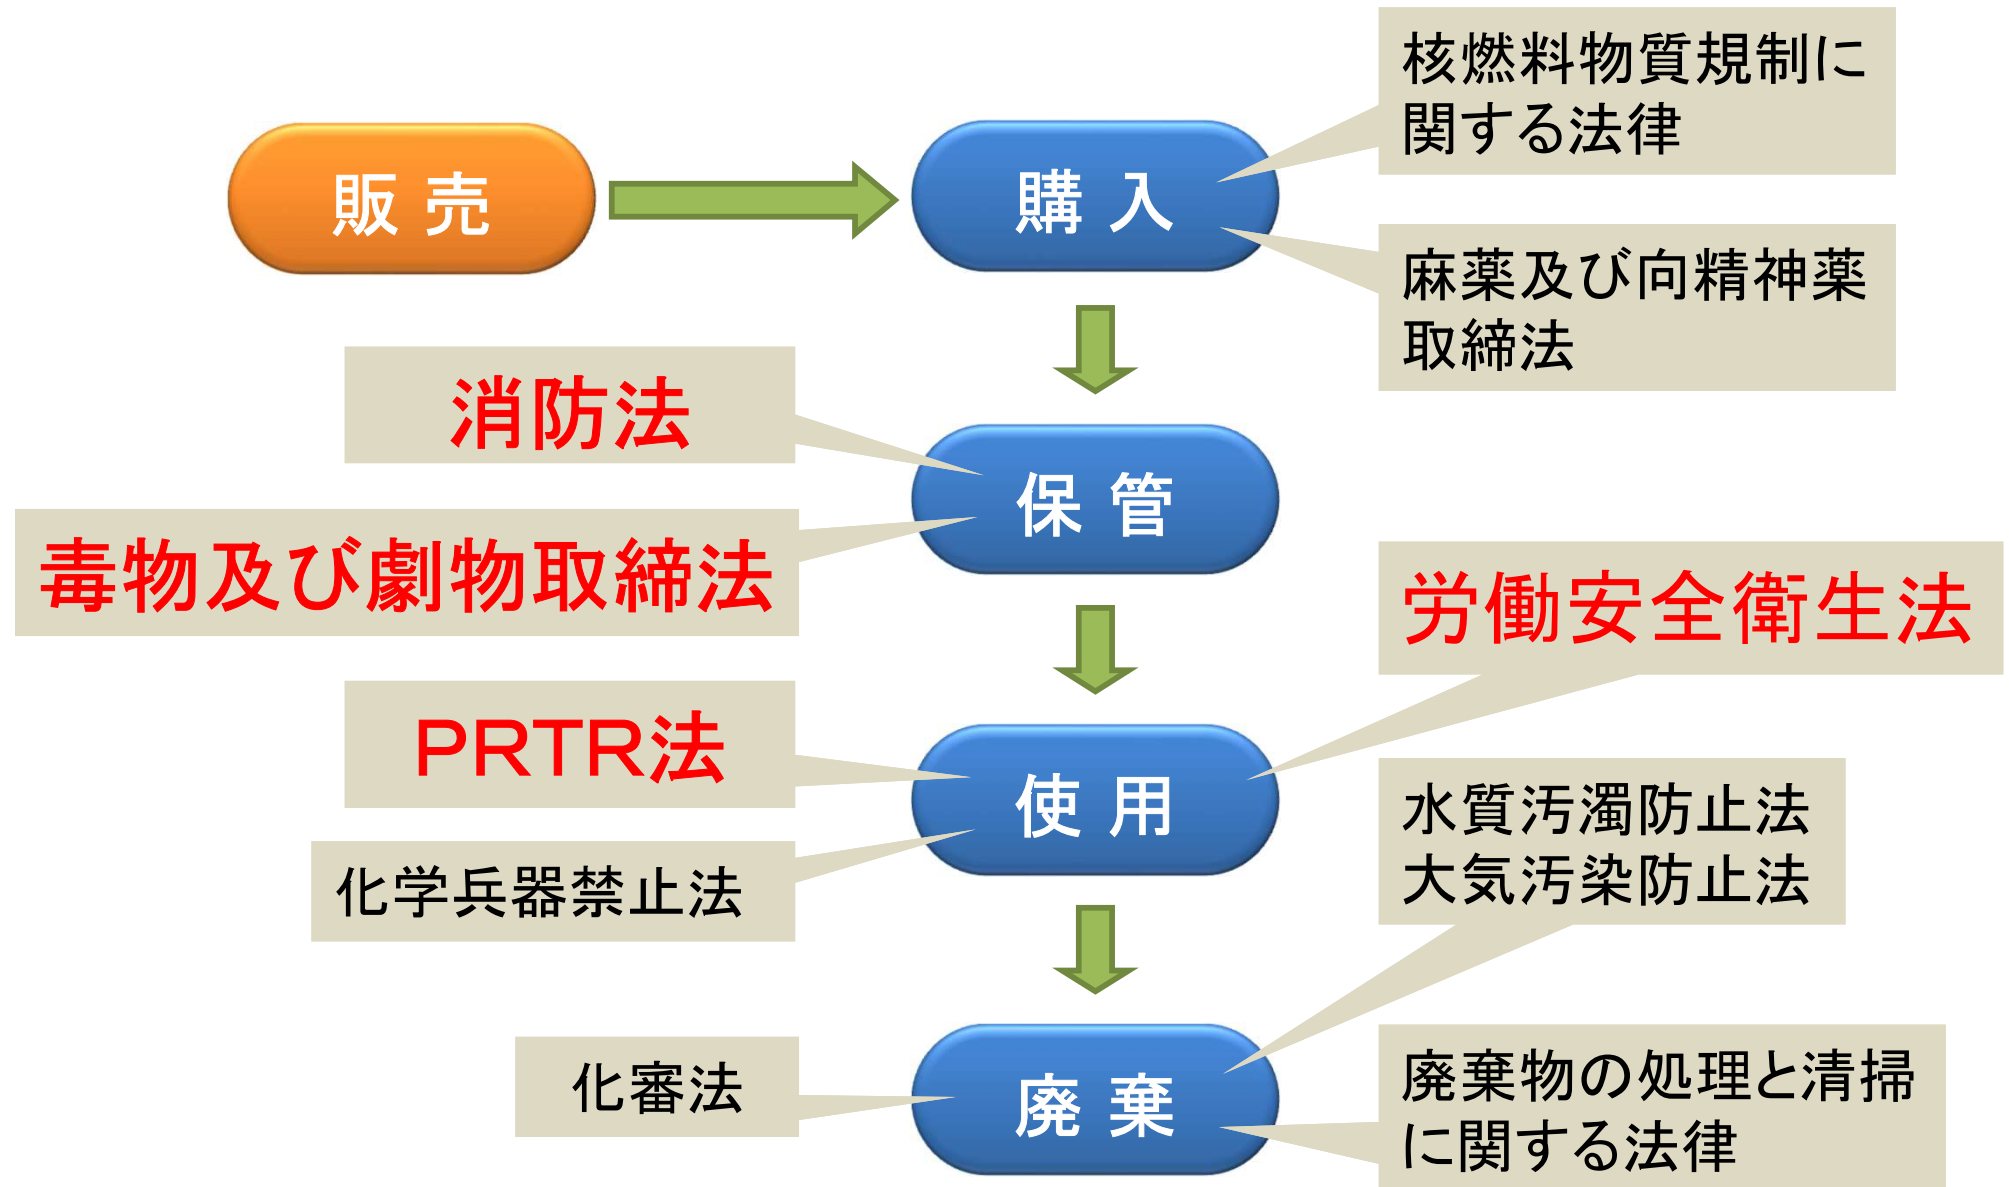 販売
購入
核燃料物質規制に
関する法律
麻薬及び向精神薬
取締法
消防法
保管
毒物及び劇物取締法
労働安全衛生法
PRTR法
使用
化学兵器禁止法
水質汚濁防止法
大気汚染防止法
化審法
廃棄
廃棄物の処理と清掃
に関する法律